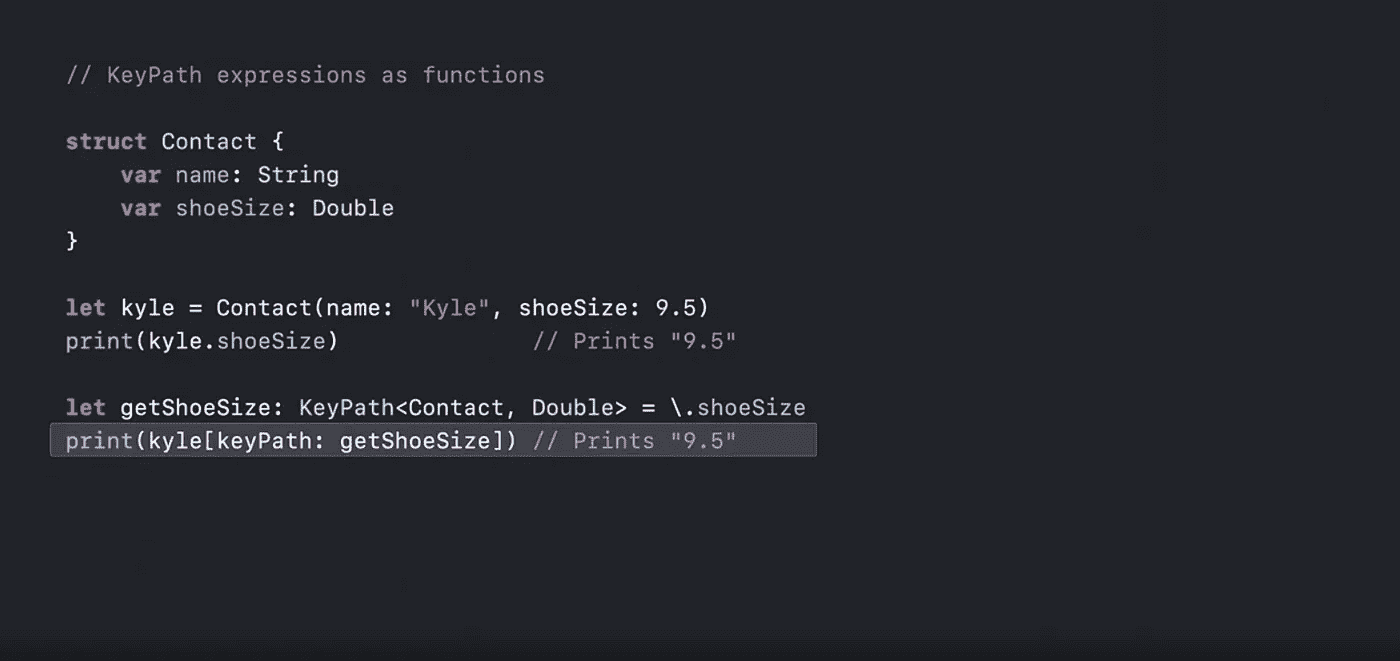 // KeyPath expressions as functions
struct Contact {
    var name: String
    var shoeSize: Double
}
let kyle = Contact(name: "Kyle", shoeSize: 9.5)
print(kyle.shoeSize)              // Prints "9.5"
let getShoeSize: KeyPath<Contact, Double> = \.shoeSize
print(kyle[keyPath: getShoeSize]) // Prints "9.5"